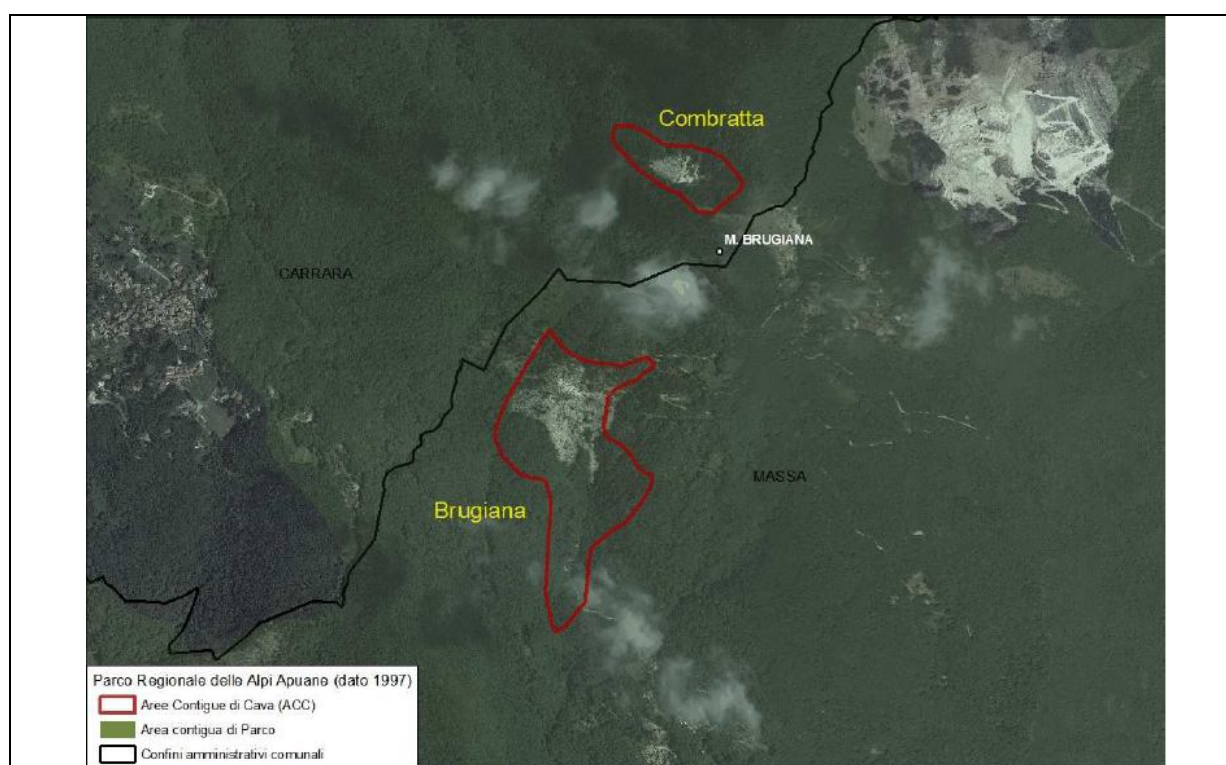 Combratta
M. BRUGIANA
CARRARA
MASSA
Brugiana
Parco Regionale delle Alpi Apuane (dato 1997)
Aree Contigue di Cava (ACC)
Area contigua di Parco
Confini amministrativi comunali